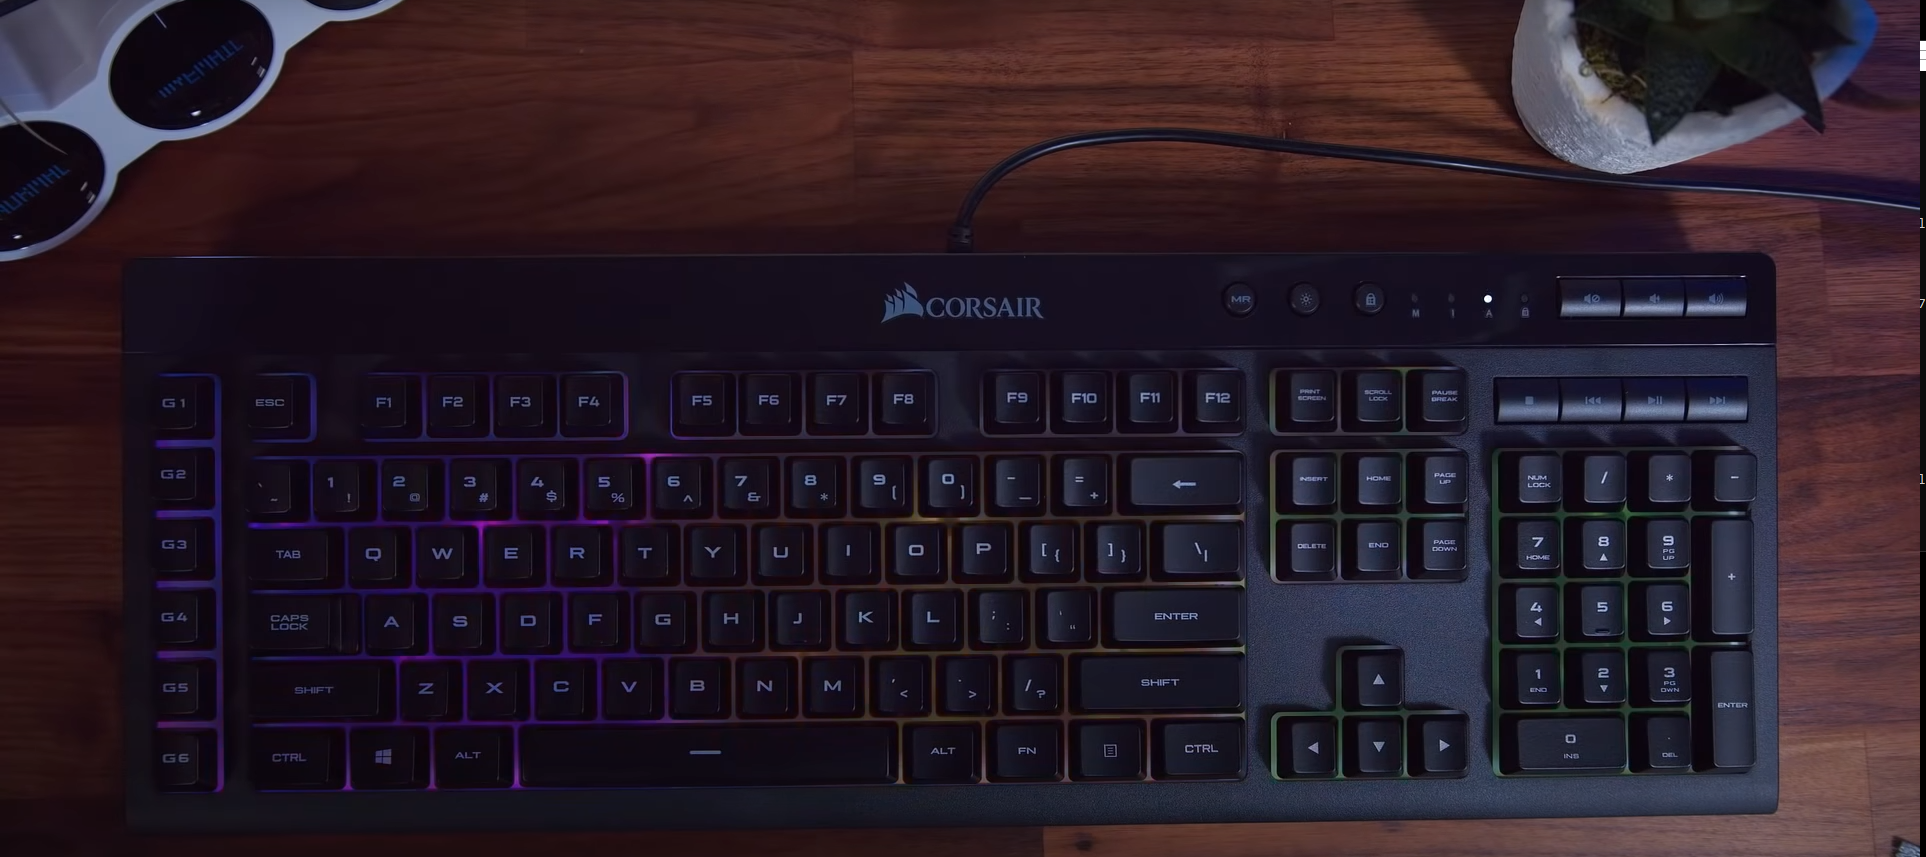 CORSAIR
MR
M 1 A
G1 ESC F1 F2 F3 F4 F5 F6 F7 F8 F9 F10 F11 F12 PRINT SCREEN SCROLL LOCK PAUSE BREAK
G2 ` ~ 1 ! 2 @ 3 # 4 $ 5 % 6 ^ 7 & 8 * 9 ( 0 ) - _ = + ← INSERT HOME PAGE UP NUM LOCK / * -
G3 TAB Q W E R T Y U I O P [ { ] } \ | DELETE END PAGE DOWN 7 HOME 8 ▲ 9 PG UP +
G4 CAPS LOCK A S D F G H J K L ; : ' " ENTER 4 ◀ 5 6 ▶
G5 SHIFT Z X C V B N M , < . > / ? SHIFT ▲ 1 END 2 ▼ 3 PG DWN ENTER
G6 CTRL ALT ALT FN CTRL ◀ ▼ ▶ 0 INS . DEL